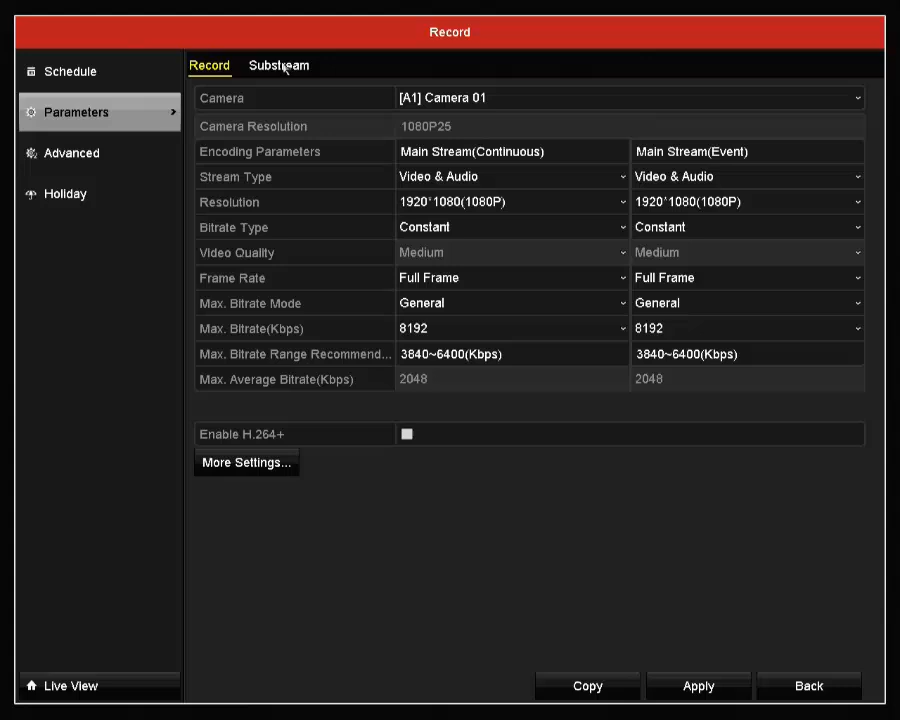 Record
Schedule
Parameters
Advanced
Holiday
Live View
Record Substream
Camera [A1] Camera 01
Camera Resolution 1080P25
Encoding Parameters Main Stream(Continuous) Main Stream(Event)
Stream Type Video & Audio Video & Audio
Resolution 1920*1080(1080P) 1920*1080(1080P)
Bitrate Type Constant Constant
Video Quality Medium Medium
Frame Rate Full Frame Full Frame
Max. Bitrate Mode General General
Max. Bitrate(Kbps) 8192 8192
Max. Bitrate Range Recommend... 3840~6400(Kbps) 3840~6400(Kbps)
Max. Average Bitrate(Kbps) 2048 2048
Enable H.264+
More Settings...
Copy Apply Back